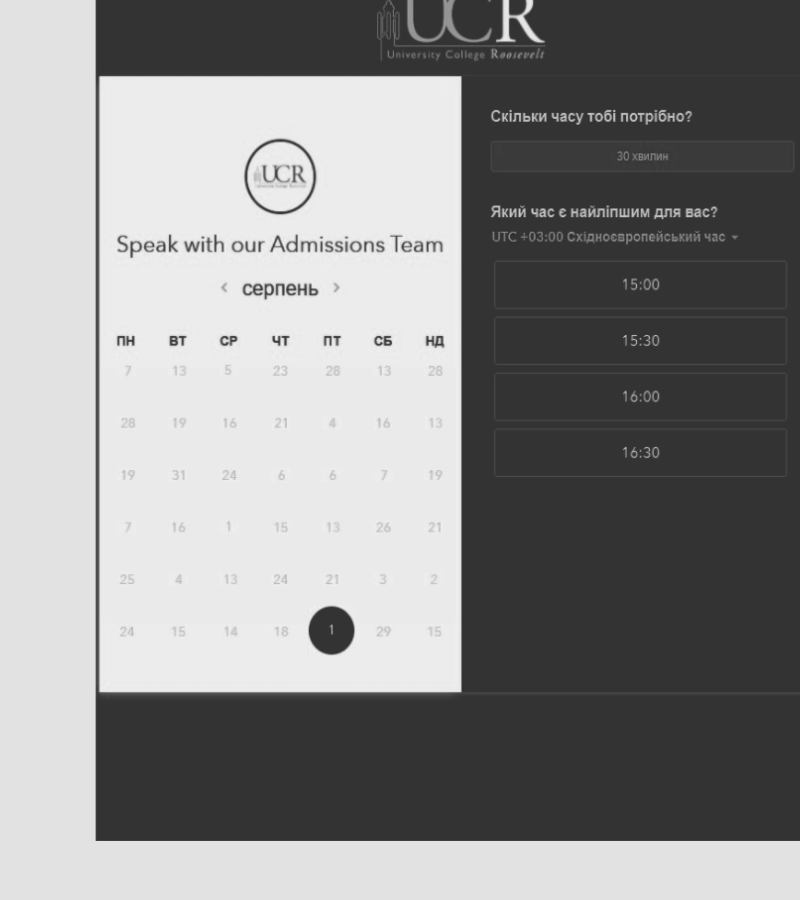 UCR
University College Roosevelt
UCR
Speak with our Admissions Team
‹ серпень ›
ПН ВТ СР ЧТ ПТ СБ НД
7 13 5 23 28 13 28
28 19 16 21 4 16 13
19 31 24 6 6 7 19
7 16 1 15 13 26 21
25 4 13 24 21 3 2
24 15 14 18 1 29 15
Скільки часу тобі потрібно?
30 хвилин
Який час є найліпшим для вас?
UTC +03:00 Східноєвропейський час
15:00
15:30
16:00
16:30